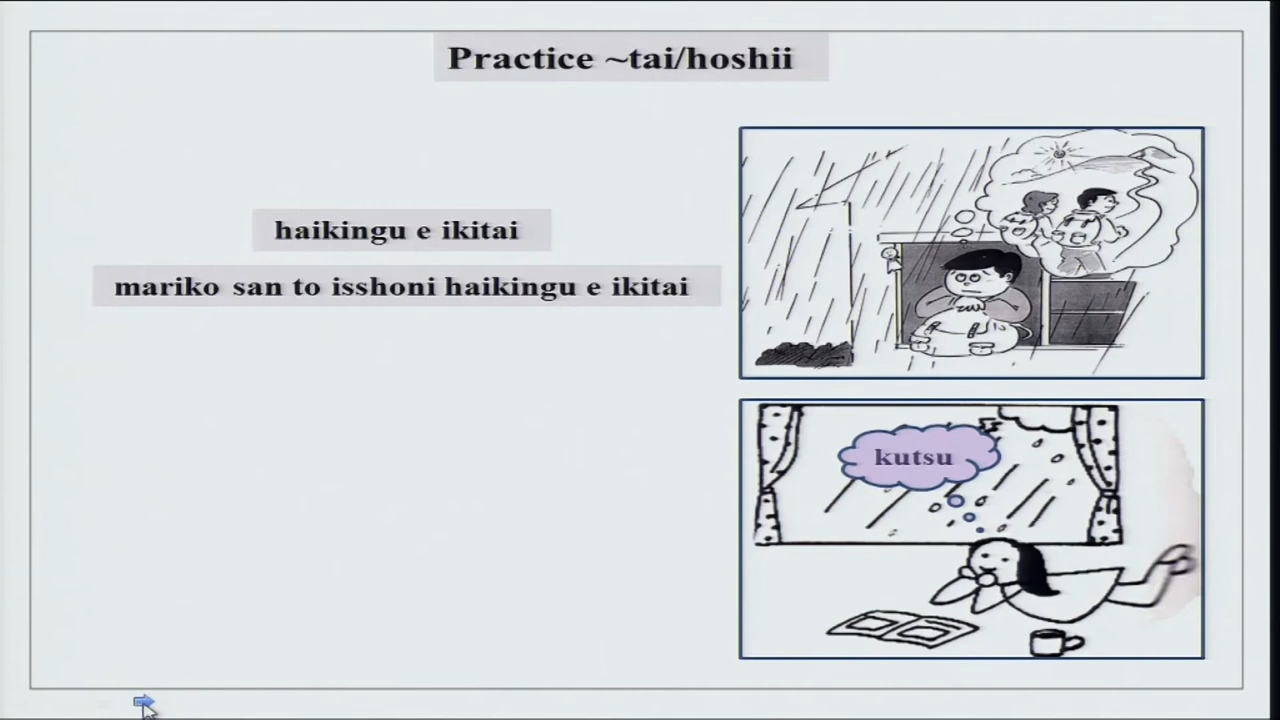 Practice ~tai/hoshii
haikingu e ikitai
mariko san to isshoni haikingu e ikitai
kutsu